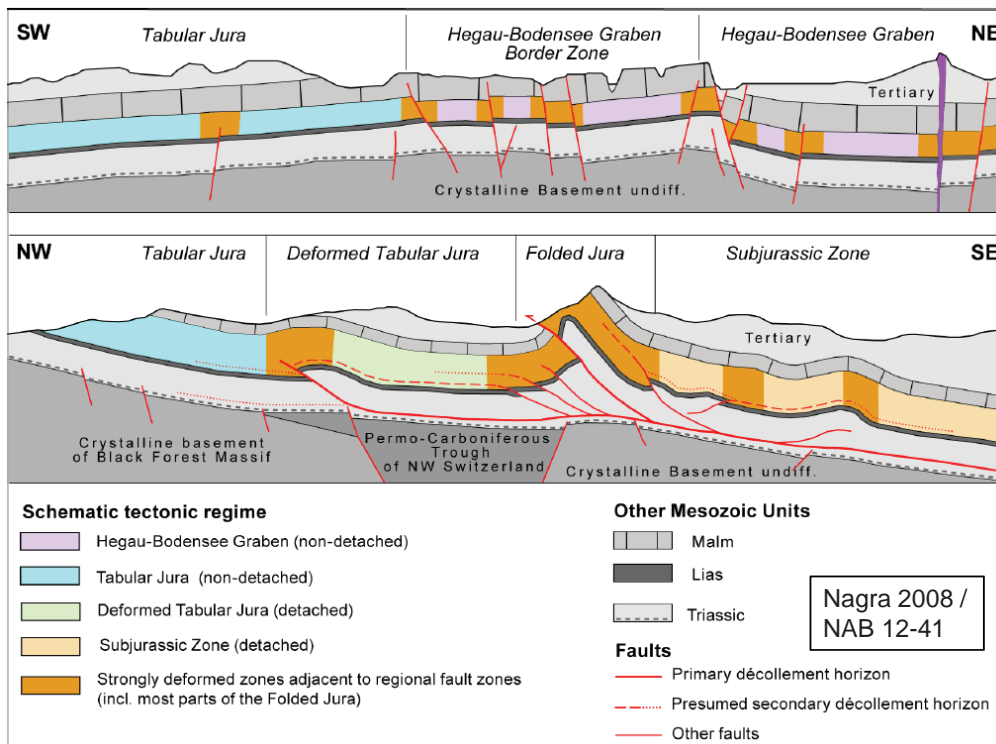 SW
Tabular Jura
Hegau-Bodensee Graben
Border Zone
Hegau-Bodensee Graben
NE
Tertiary
Crystalline Basement undiff.
NW
Tabular Jura
Deformed Tabular Jura
Folded Jura
Subjurassic Zone
SE
Tertiary
Crystalline basement
of Black Forest Massif
Permo-Carboniferous
Trough
of NW Switzerland
Crystalline Basement undiff.
Schematic tectonic regime
Hegau-Bodensee Graben (non-detached)
Tabular Jura (non-detached)
Deformed Tabular Jura (detached)
Subjurassic Zone (detached)
Strongly deformed zones adjacent to regional fault zones
(incl. most parts of the Folded Jura)
Other Mesozoic Units
Malm
Lias
Triassic
Nagra 2008 /
NAB 12-41
Faults
Primary décollement horizon
Presumed secondary décollement horizon
Other faults